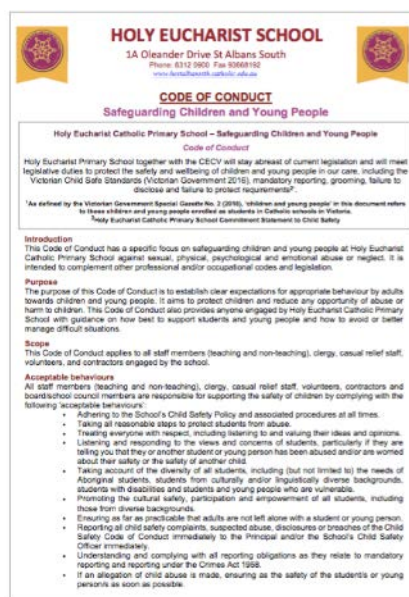 HOLY EUCHARIST SCHOOL
1A Oleander Drive St Albans South
Phone: 8312 0900 Fax 93668192
CODE OF CONDUCT
Safeguarding Children and Young People
Holy Eucharist Catholic Primary School – Safeguarding Children and Young People
Code of Conduct
Holy Eucharist Primary School together with the CECV will stay abreast of current legislation and will meet
legislative duties to protect the safety and wellbeing of children and young people in our care, including the
Victorian Child Safe Standards (Victorian Government 2016), mandatory reporting, grooming, failure to
disclose and failure to protect requirements².
¹As defined by the Victorian Government Special Gazette No. 2 (2016), 'children and young people' in this document refers
to those children and young people enrolled as students in Catholic schools in Victoria.
²Holy Eucharist Catholic Primary School Commitment Statement to Child Safety
Introduction
This Code of Conduct has a specific focus on safeguarding children and young people at Holy Eucharist
Catholic Primary School against sexual, physical, psychological and emotional abuse or neglect. It is
intended to complement other professional and/or occupational codes and legislation.
Purpose
The purpose of this Code of Conduct is to establish clear expectations for appropriate behaviour by adults
towards children and young people. It aims to protect children and reduce any opportunity of abuse or
harm to children. This Code of Conduct also provides anyone engaged by Holy Eucharist Catholic Primary
School with guidance on how best to support students and young people and how to avoid or better
manage difficult situations.
Scope
This Code of Conduct applies to all staff members (teaching and non-teaching), clergy, casual relief staff,
volunteers, and contractors engaged by the school.
Acceptable behaviours
All staff members (teaching and non-teaching), clergy, casual relief staff, volunteers, contractors and
board/school council members are responsible for supporting the safety of children by complying with the
following 'acceptable behaviours':
• Adhering to the School's Child Safety Policy and associated procedures at all times.
• Taking all reasonable steps to protect students from abuse.
• Treating everyone with respect, including listening to and valuing their ideas and opinions.
• Listening and responding to the views and concerns of students, particularly if they are
telling you that they or another student or young person has been abused and/or are worried
about their safety or the safety of another child.
• Taking account of the diversity of all students, including (but not limited to) the needs of
Aboriginal students, students from culturally and/or linguistically diverse backgrounds,
students with disabilities and students and young people who are vulnerable.
• Promoting the cultural safety, participation and empowerment of all students, including
those from diverse backgrounds.
• Ensuring as far as practicable that adults are not left alone with a student or young person.
• Reporting all child safety complaints, suspected abuse, disclosures or breaches of the Child
Safety Code of Conduct immediately to the Principal and/or the School's Child Safety
Officer immediately.
• Understanding and complying with all reporting obligations as they relate to mandatory
reporting and reporting under the Crimes Act 1958.
• If an allegation of child abuse is made, ensuring as the safety of the student/s or young
person/s as soon as possible.